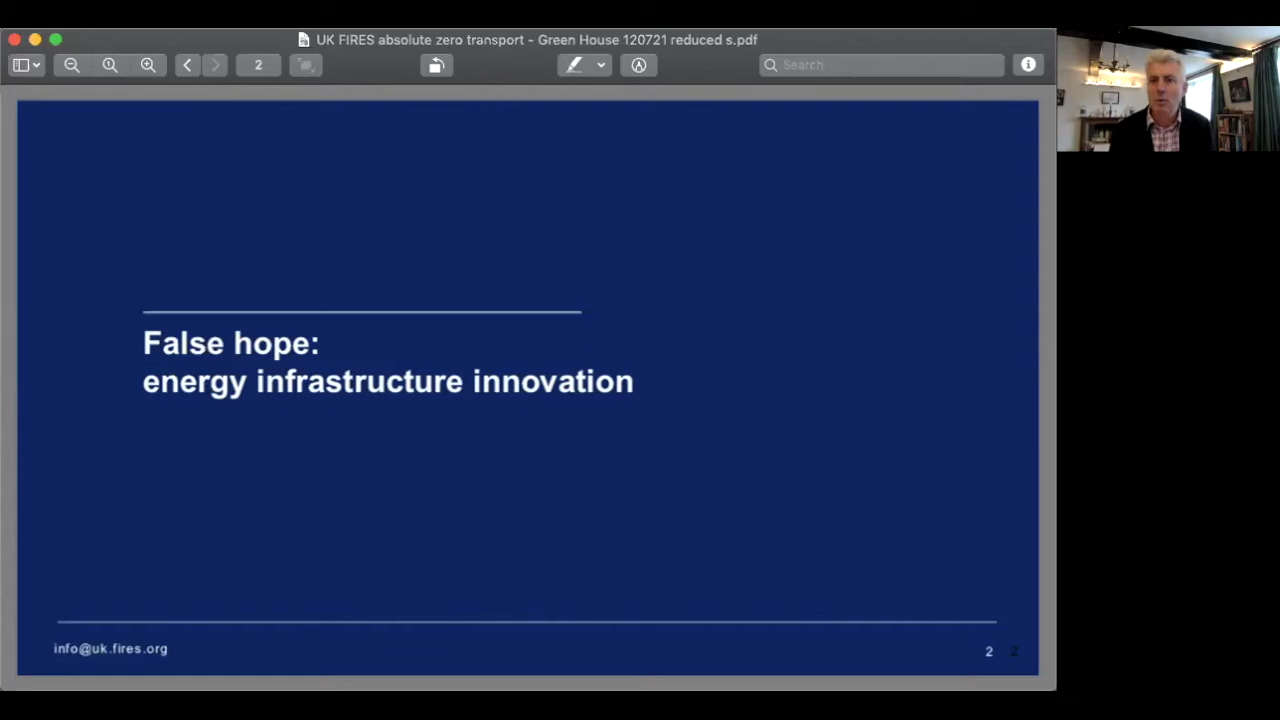 UK FIRES absolute zero transport - Green House 120721 reduced s.pdf
2
Search
False hope:
energy infrastructure innovation
info@uk.fires.org
2
2